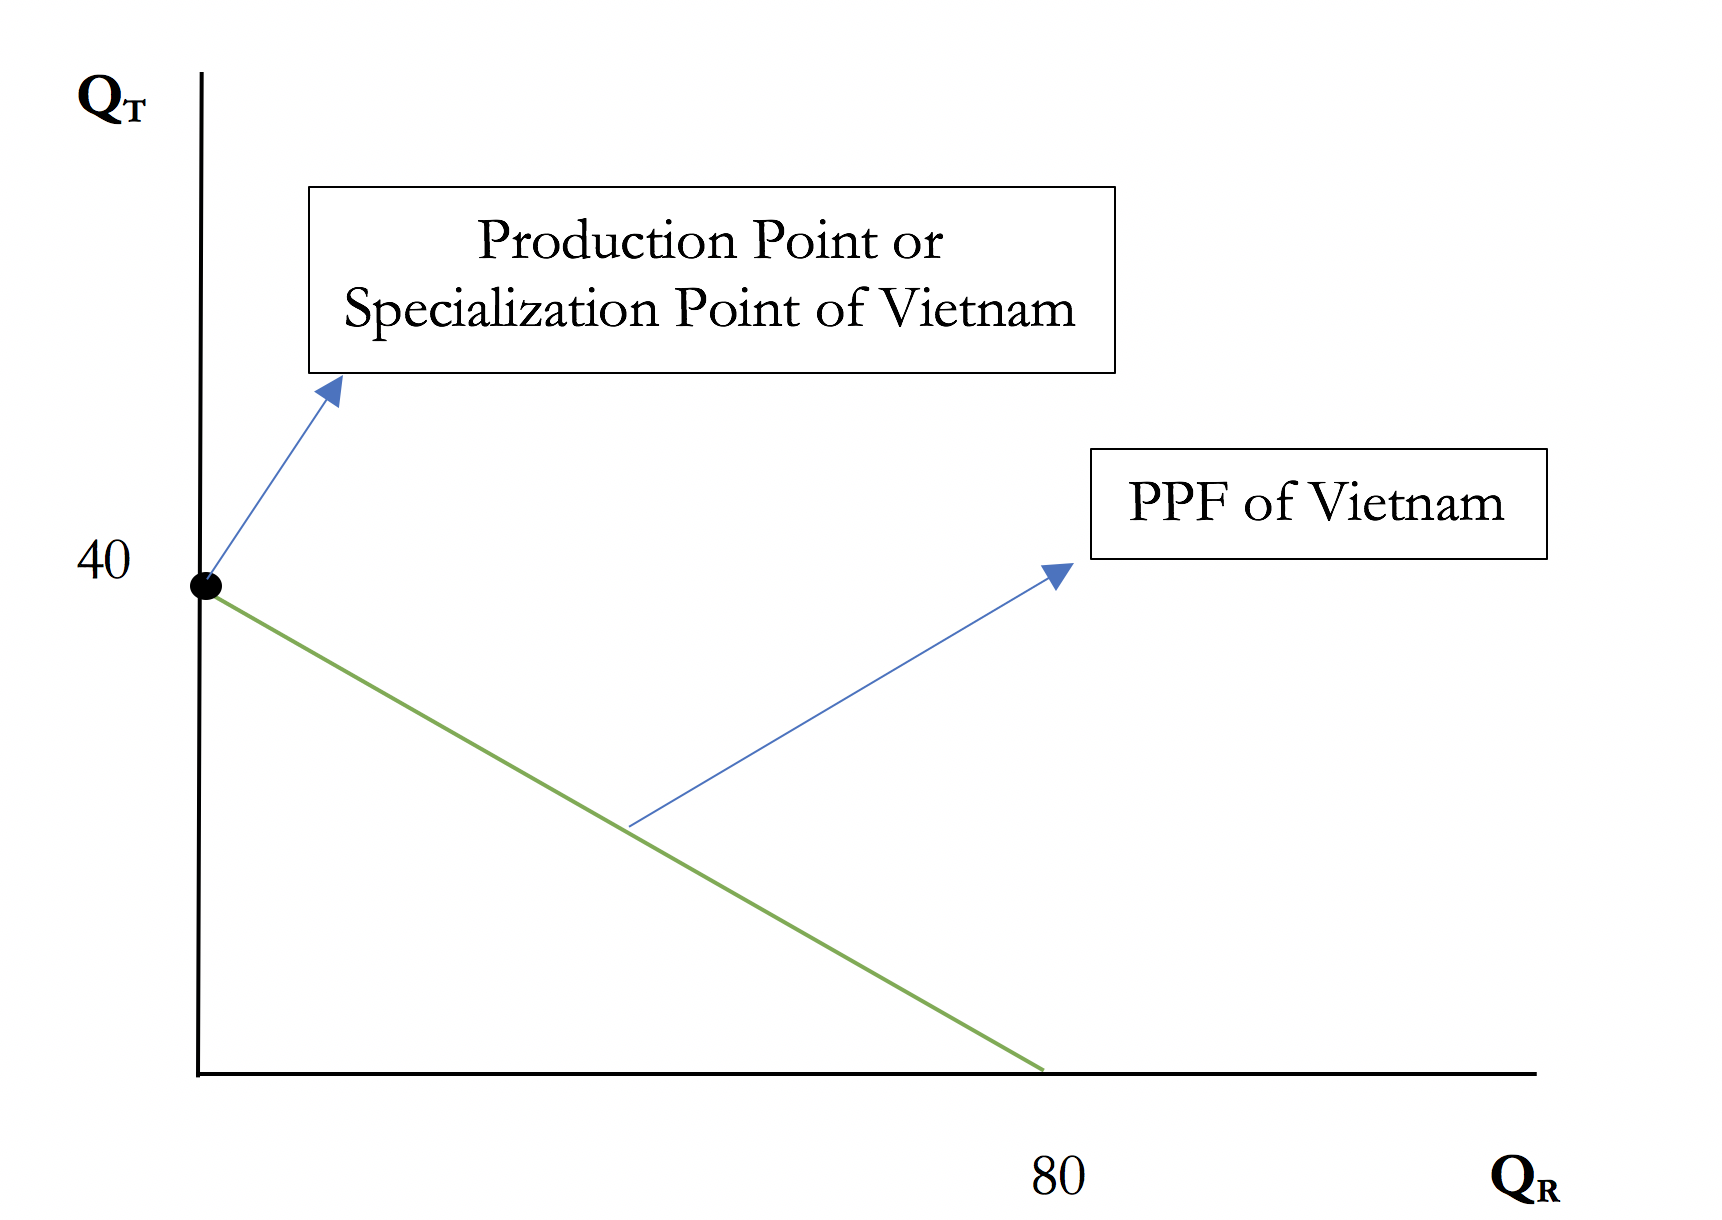 QT
Production Point or
Specialization Point of Vietnam
PPF of Vietnam
40
80
QR